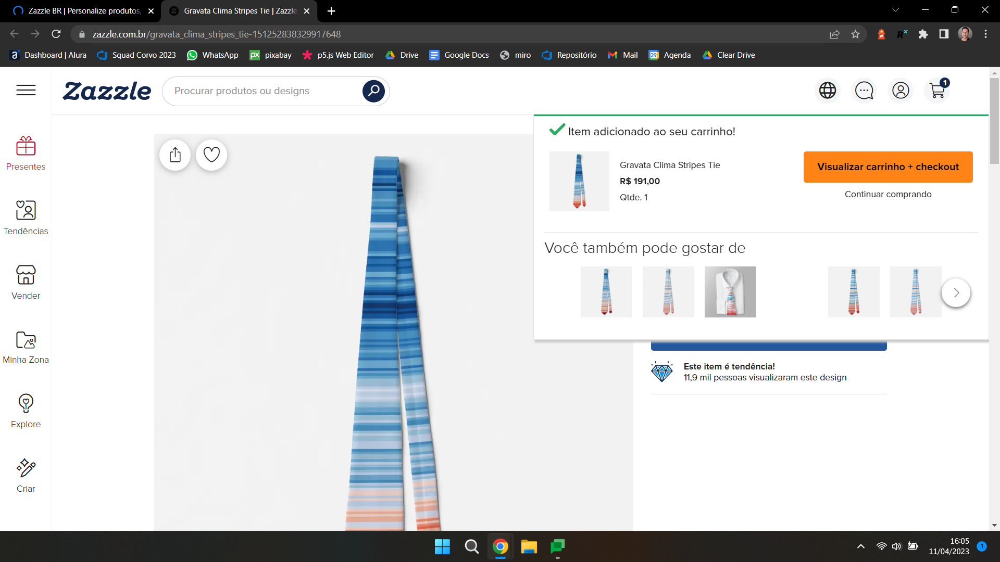 Zazzle BR | Personalize produtos,
Gravata Clima Stripes Tie | Zazzle
zazzle.com.br/gravata_clima_stripes_tie-151252838329917648
Dashboard | Alura
Squad Corvo 2023
WhatsApp
px
pixabay
p5.js Web Editor
Drive
Google Docs
miro
Repositório
Mail
29
Agenda
Clear Drive
Zazzle
Procurar produtos ou designs
1
Presentes
Tendências
Vender
Minha Zona
Explore
Criar
Item adicionado ao seu carrinho!
Gravata Clima Stripes Tie
R$ 191,00
Qtde. 1
Visualizar carrinho + checkout
Continuar comprando
Você também pode gostar de
Este item é tendência!
11,9 mil pessoas visualizaram este design
16:05
11/04/2023
1